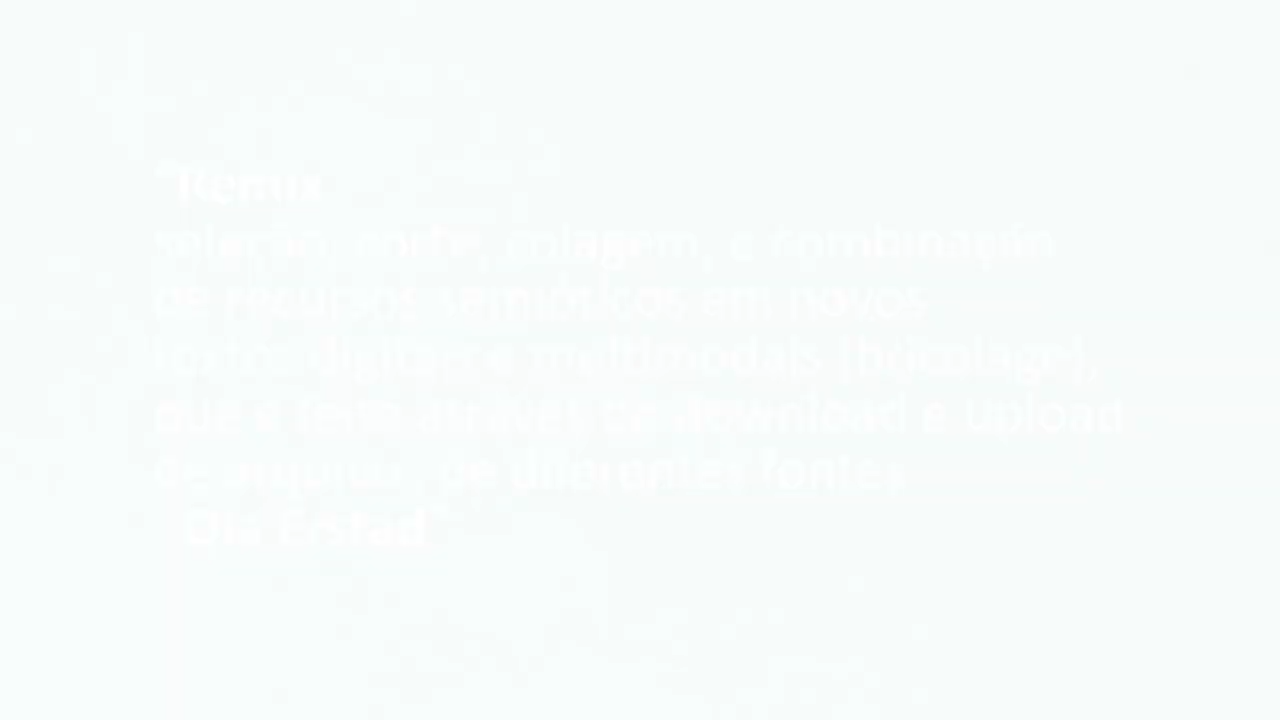 "Remix
seleção, corte, colagem, e combinação
de recursos semióticos em novos
textos digitais e multimodais (bricolage),
que é feito através de download e upload
de arquivos de diferentes fontes
Ola Erstad